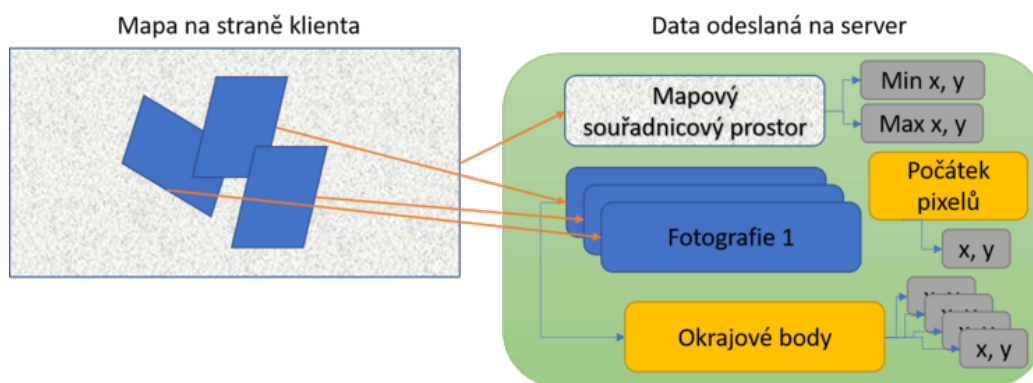 Mapa na straně klienta
Data odeslaná na server
Mapový
souřadnicový prostor
Min x, y
Max x, y
Počátek
pixelů
x, y
Fotografie 1
Okrajové body
x, y